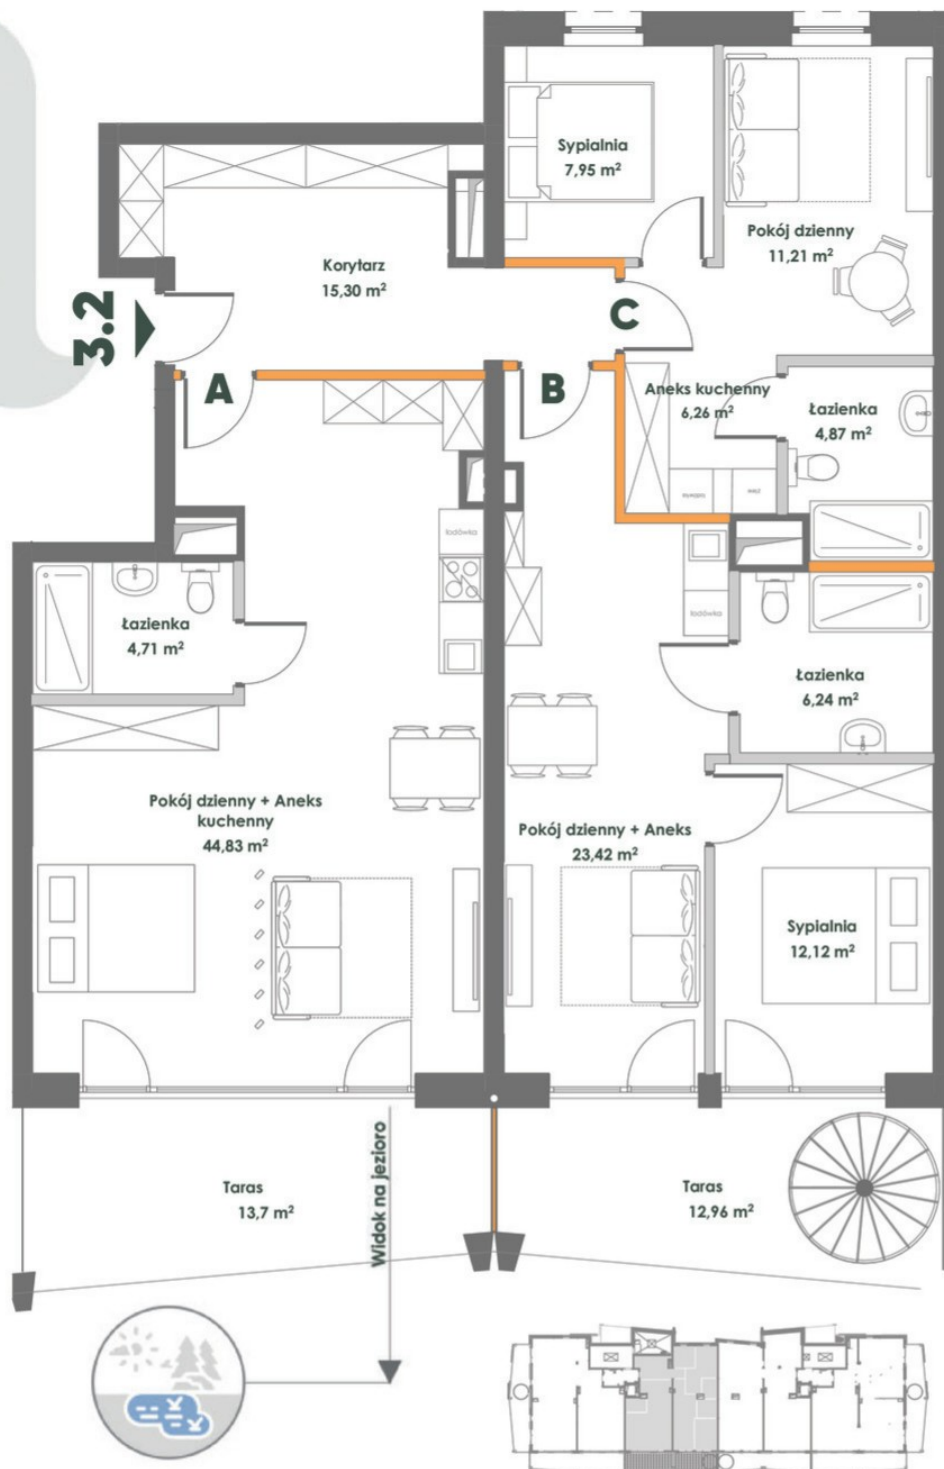 Sypialnia
7,95 m²
Pokój dzienny
11,21 m²
Korytarz
15,30 m²
3.2
C
A
B
Aneks kuchenny
6,26 m²
Łazienka
4,87 m²
lodówka
Łazienka
4,71 m²
lodówka
Łazienka
6,24 m²
Pokój dzienny + Aneks
kuchenny
44,83 m²
Pokój dzienny + Aneks
23,42 m²
Sypialnia
12,12 m²
Taras
13,7 m²
Widok na jezioro
Taras
12,96 m²